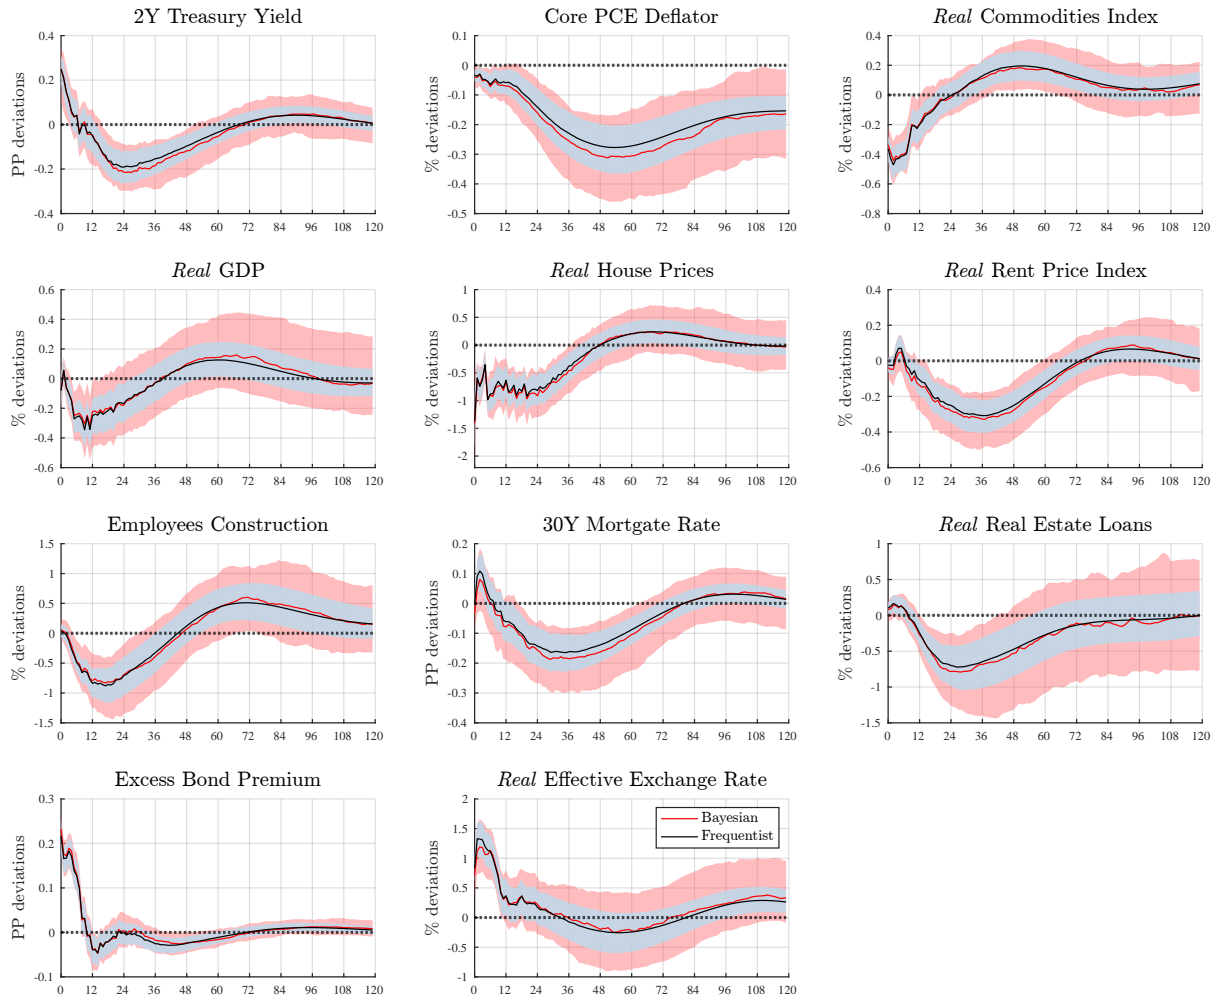 2Y Treasury Yield
PP deviations
0.4
0.2
0
-0.2
-0.4
0 12 24 36 48 60 72 84 96 108 120
Core PCE Deflator
% deviations
0.1
0
-0.1
-0.2
-0.3
-0.4
-0.5
0 12 24 36 48 60 72 84 96 108 120
Real Commodities Index
% deviations
0.4
0.2
0
-0.2
-0.4
-0.6
-0.8
0 12 24 36 48 60 72 84 96 108 120
Real GDP
% deviations
0.6
0.4
0.2
0
-0.2
-0.4
-0.6
0 12 24 36 48 60 72 84 96 108 120
Real House Prices
% deviations
1
0.5
0
-0.5
-1
-1.5
-2
0 12 24 36 48 60 72 84 96 108 120
Real Rent Price Index
% deviations
0.4
0.2
0
-0.2
-0.4
-0.6
0 12 24 36 48 60 72 84 96 108 120
Employees Construction
% deviations
1.5
1
0.5
0
-0.5
-1
-1.5
0 12 24 36 48 60 72 84 96 108 120
30Y Mortgate Rate
PP deviations
0.2
0.1
0
-0.1
-0.2
-0.3
-0.4
0 12 24 36 48 60 72 84 96 108 120
Real Real Estate Loans
% deviations
1
0.5
0
-0.5
-1
-1.5
0 12 24 36 48 60 72 84 96 108 120
Excess Bond Premium
PP deviations
0.3
0.2
0.1
0
-0.1
0 12 24 36 48 60 72 84 96 108 120
Real Effective Exchange Rate
% deviations
2
1.5
1
0.5
0
-0.5
-1
0 12 24 36 48 60 72 84 96 108 120
Bayesian
Frequentist